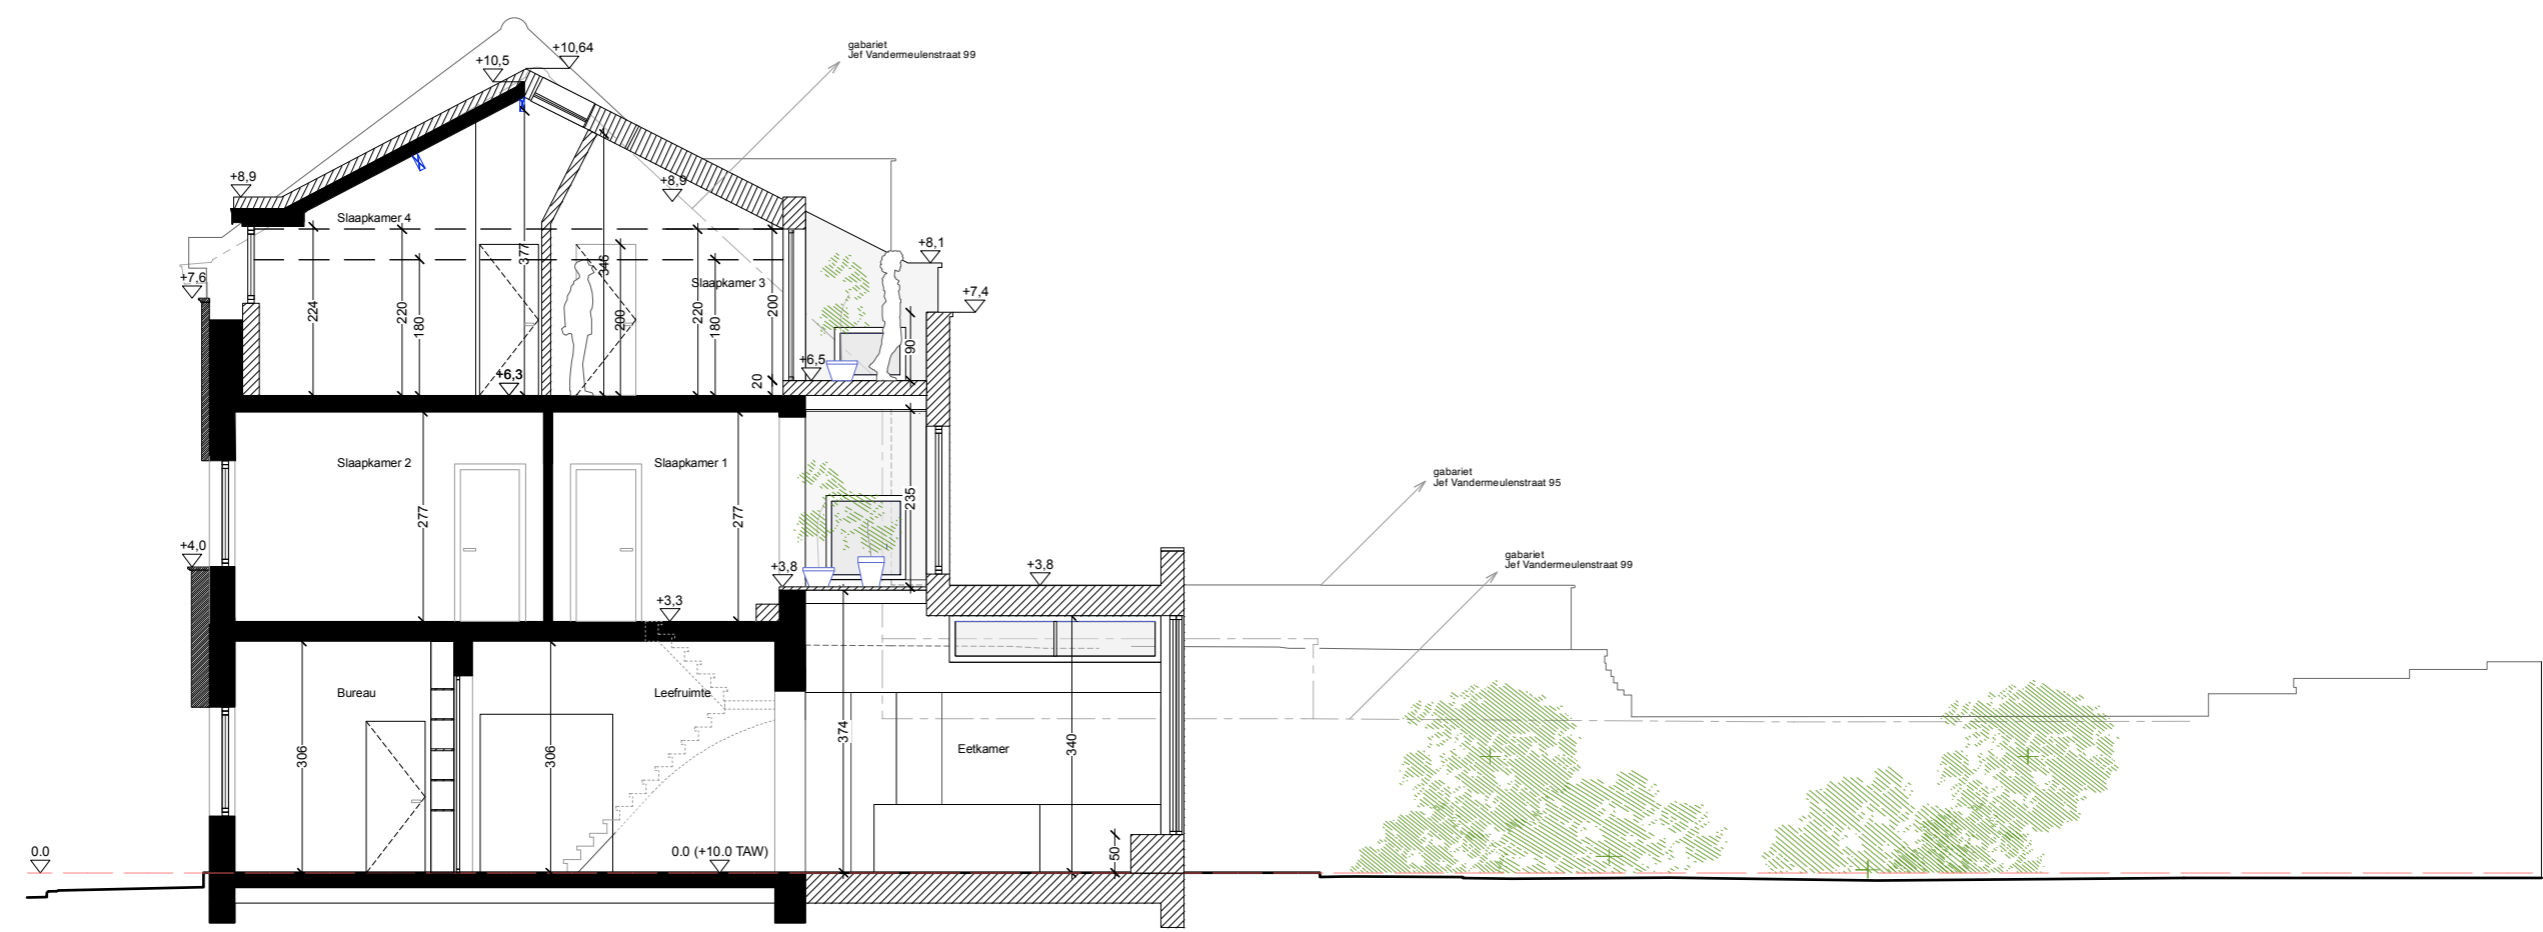 gabariet
Jef Vandermeulenstraat 99
+10,64
+10,5
+8,9
+8,9
Slaapkamer 4
377
346
+8,1
+7,6
Slaapkamer 3
+7,4
224
220
180
200
220
180
200
90
+6,5
+6,3
20
Slaapkamer 2
Slaapkamer 1
277
277
235
gabariet
Jef Vandermeulenstraat 95
+4,0
+3,8
+3,8
gabariet
Jef Vandermeulenstraat 99
+3,3
Bureau
Leefruimte
Eetkamer
306
306
374
340
50
0.0
0.0 (+10.0 TAW)